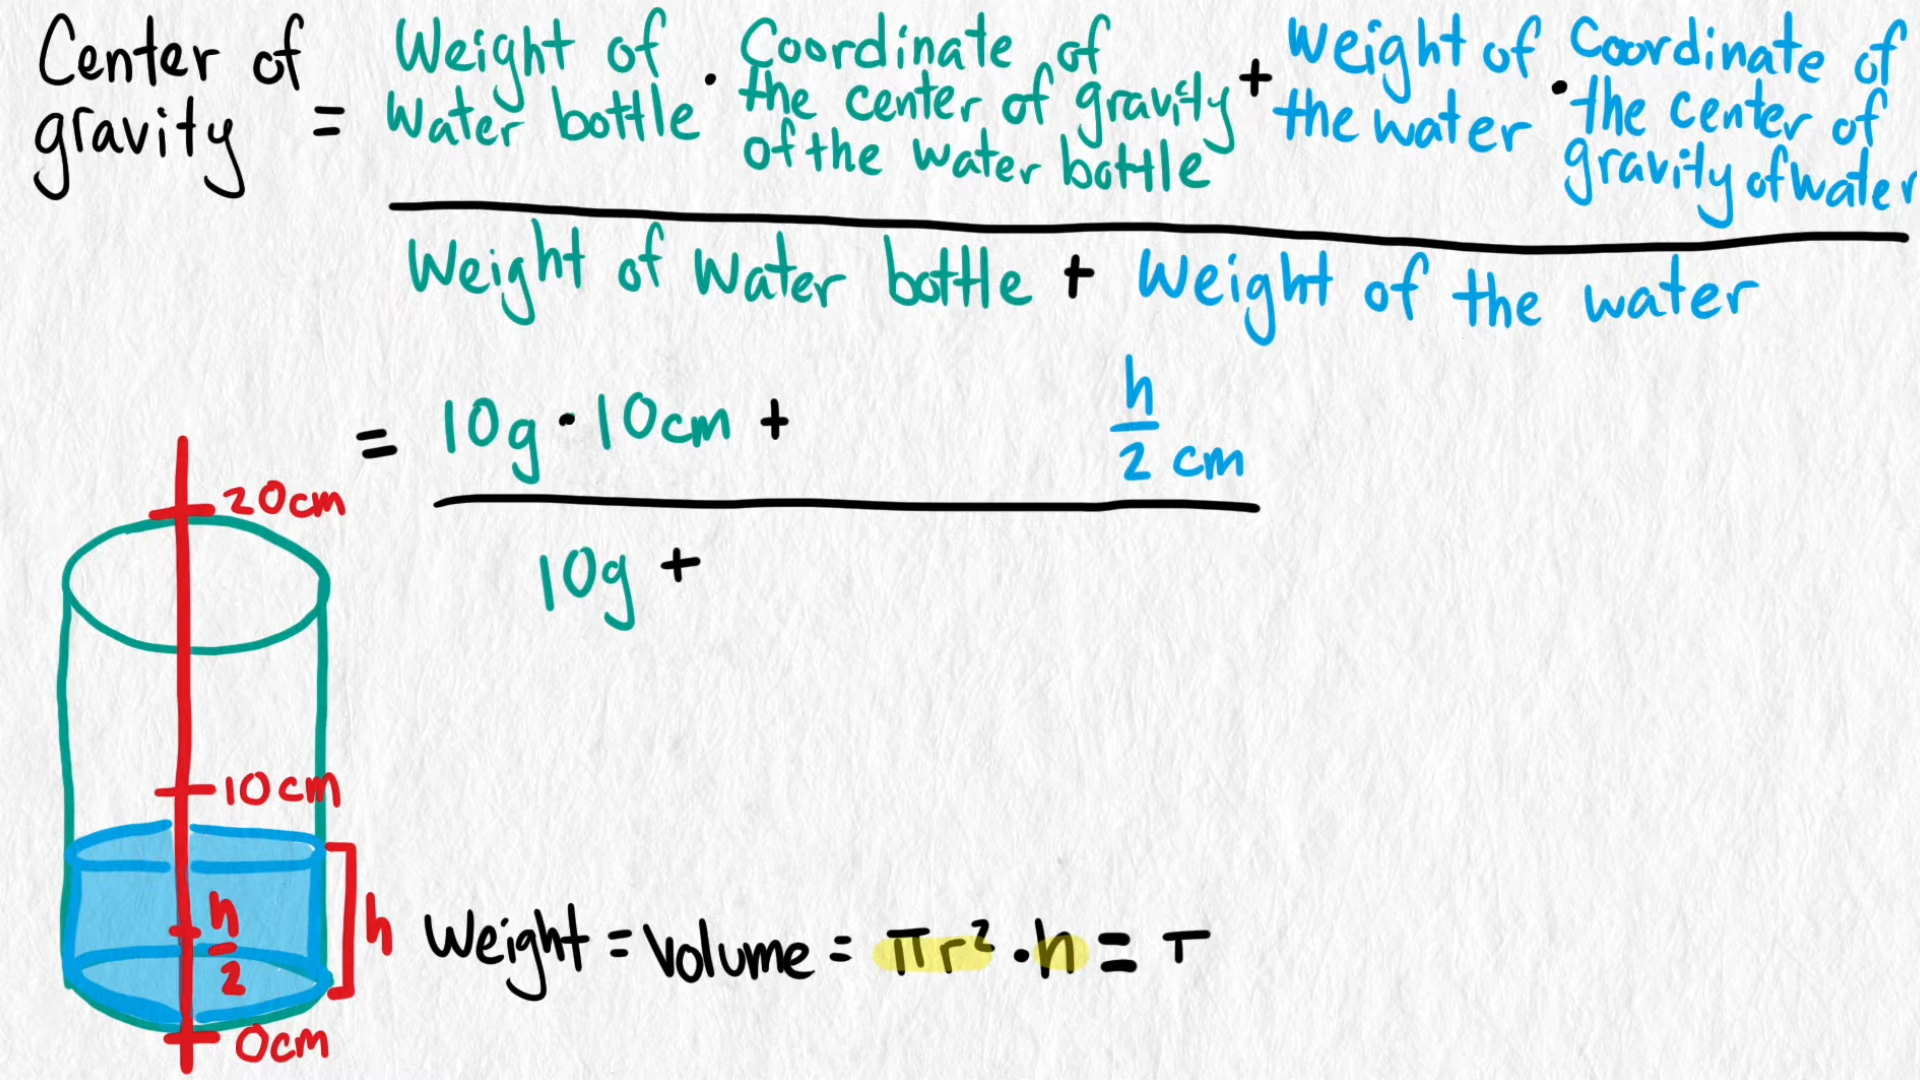 Center of gravity =
Weight of water bottle · Coordinate of the center of gravity of the water bottle + Weight of the water · Coordinate of the center of gravity of water
Weight of Water bottle + Weight of the water
= 10g · 10cm + h/2 cm
10g +
20cm
10cm
h/2
h
0cm
Weight = Volume = πr² · h =